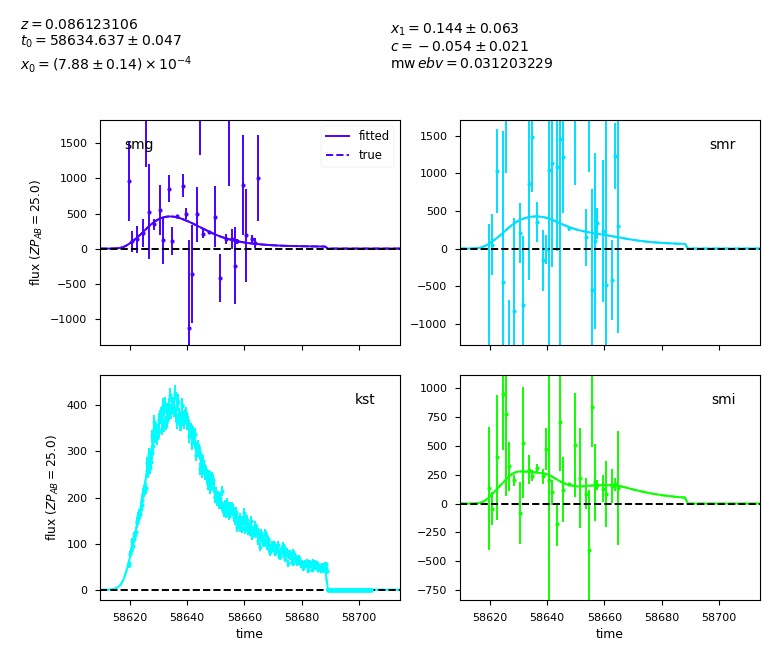 z = 0.086123106
t₀ = 58634.637 ± 0.047
x₀ = (7.88 ± 0.14) × 10⁻⁴
x₁ = 0.144 ± 0.063
c = −0.054 ± 0.021
mw ebv = 0.031203229
smg
fitted
true
1500
1000
500
0
−500
−1000
flux (ZP_AB = 25.0)
smr
1500
1000
500
0
−500
−1000
kst
400
300
200
100
0
flux (ZP_AB = 25.0)
58620 58640 58660 58680 58700
time
smi
1000
750
500
250
0
−250
−500
−750
58620 58640 58660 58680 58700
time